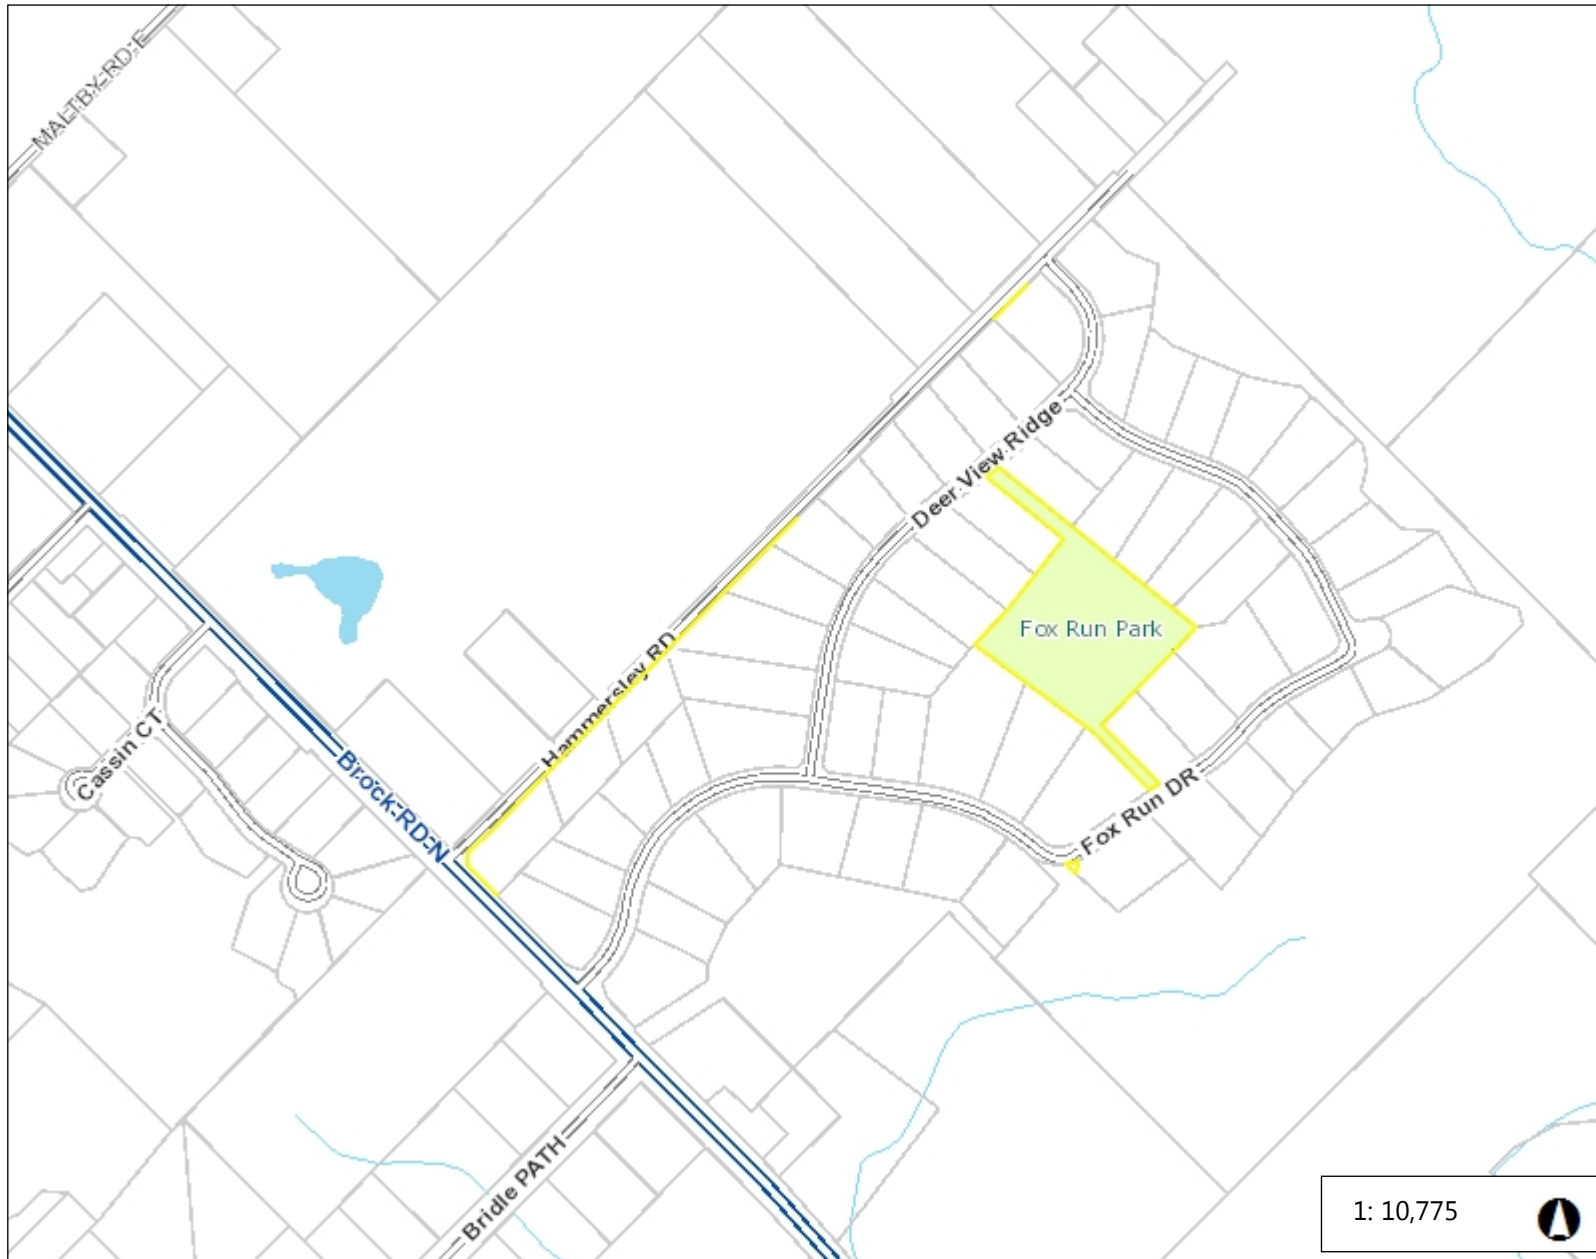 MALTBY RD E
Deer View Ridge
Fox Run Park
Hammersley RD
Cassin CT
Brock RD N
Fox Run DR
Bridle PATH
1: 10,775